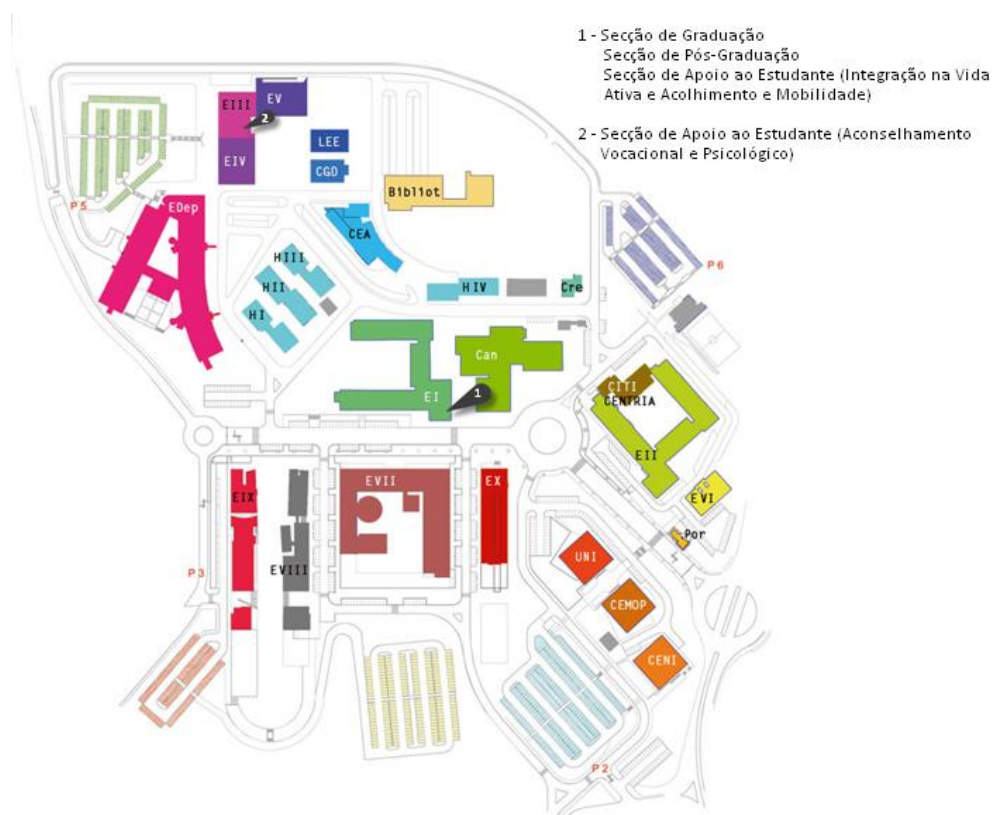 1 - Secção de Graduação
Secção de Pós-Graduação
Secção de Apoio ao Estudante (Integração na Vida
Ativa e Acolhimento e Mobilidade)
2 - Secção de Apoio ao Estudante (Aconselhamento
Vocacional e Psicológico)
EV
EIII
2
LEE
EIV
CGD
Bibliot
P5
EDep
CEA
HIII
P6
HII
HIV
Cre
HI
Can
CITI
EI
1
CENTRIA
EII
EVII
EX
EIX
EVI
Por
UNI
EVIII
P3
CEMOP
CENI
P2